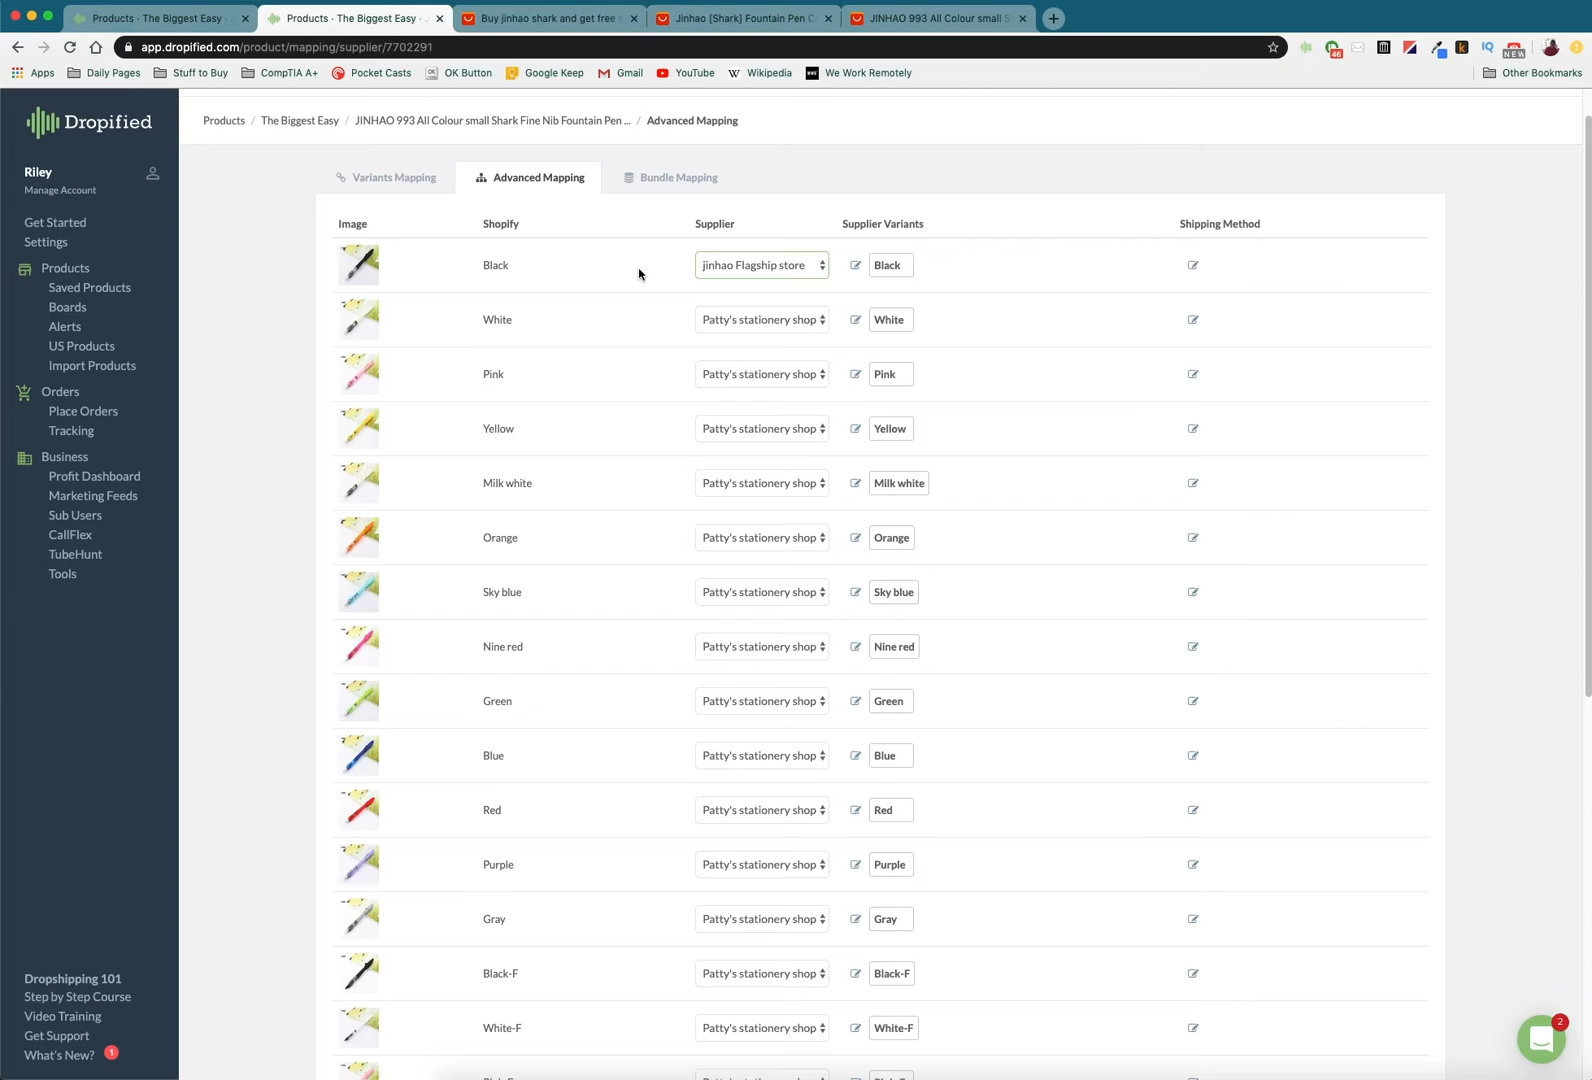 Products · The Biggest Easy ·
Products · The Biggest Easy ·
Buy jinhao shark and get free s
Jinhao [Shark] Fountain Pen C
JINHAO 993 All Colour small S
app.dropified.com/product/mapping/supplier/7702291
46
NEW
Apps
Daily Pages
Stuff to Buy
CompTIA A+
Pocket Casts
OK Button
Google Keep
Gmail
YouTube
Wikipedia
We Work Remotely
Other Bookmarks
Dropified
Products / The Biggest Easy / JINHAO 993 All Colour small Shark Fine Nib Fountain Pen ... / Advanced Mapping
Riley
Manage Account
Get Started
Settings
Products
Saved Products
Boards
Alerts
US Products
Import Products
Orders
Place Orders
Tracking
Business
Profit Dashboard
Marketing Feeds
Sub Users
CallFlex
TubeHunt
Tools
Dropshipping 101
Step by Step Course
Video Training
Get Support
What's New? 1
Variants Mapping
Advanced Mapping
Bundle Mapping
Image Shopify Supplier Supplier Variants Shipping Method
Black jinhao Flagship store Black
White Patty's stationery shop White
Pink Patty's stationery shop Pink
Yellow Patty's stationery shop Yellow
Milk white Patty's stationery shop Milk white
Orange Patty's stationery shop Orange
Sky blue Patty's stationery shop Sky blue
Nine red Patty's stationery shop Nine red
Green Patty's stationery shop Green
Blue Patty's stationery shop Blue
Red Patty's stationery shop Red
Purple Patty's stationery shop Purple
Gray Patty's stationery shop Gray
Black-F Patty's stationery shop Black-F
White-F Patty's stationery shop White-F
2